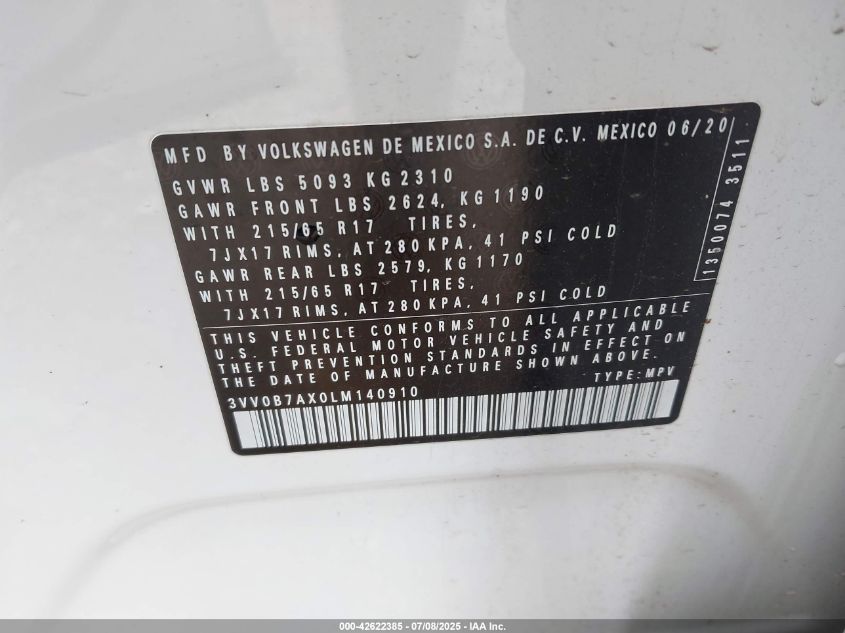 MFD BY VOLKSWAGEN DE MEXICO S.A. DE C.V. MEXICO 06/20
GVWR LBS 5093 KG 2310
GAWR FRONT LBS 2624, KG 1190
WITH 215/65 R17 TIRES,
7JX17 RIMS, AT 280 KPA, 41 PSI COLD
GAWR REAR LBS 2579, KG 1170
WITH 215/65 R17 TIRES,
7JX17 RIMS, AT 280 KPA, 41 PSI COLD
THIS VEHICLE CONFORMS TO ALL APPLICABLE
U.S. FEDERAL MOTOR VEHICLE SAFETY AND
THEFT PREVENTION STANDARDS IN EFFECT ON
THE DATE OF MANUFACTURE SHOWN ABOVE.
TYPE: MPV
3VV0B7AX0LM140910
1350074 3511
000-42622385 - 07/08/2025 - IAA Inc.